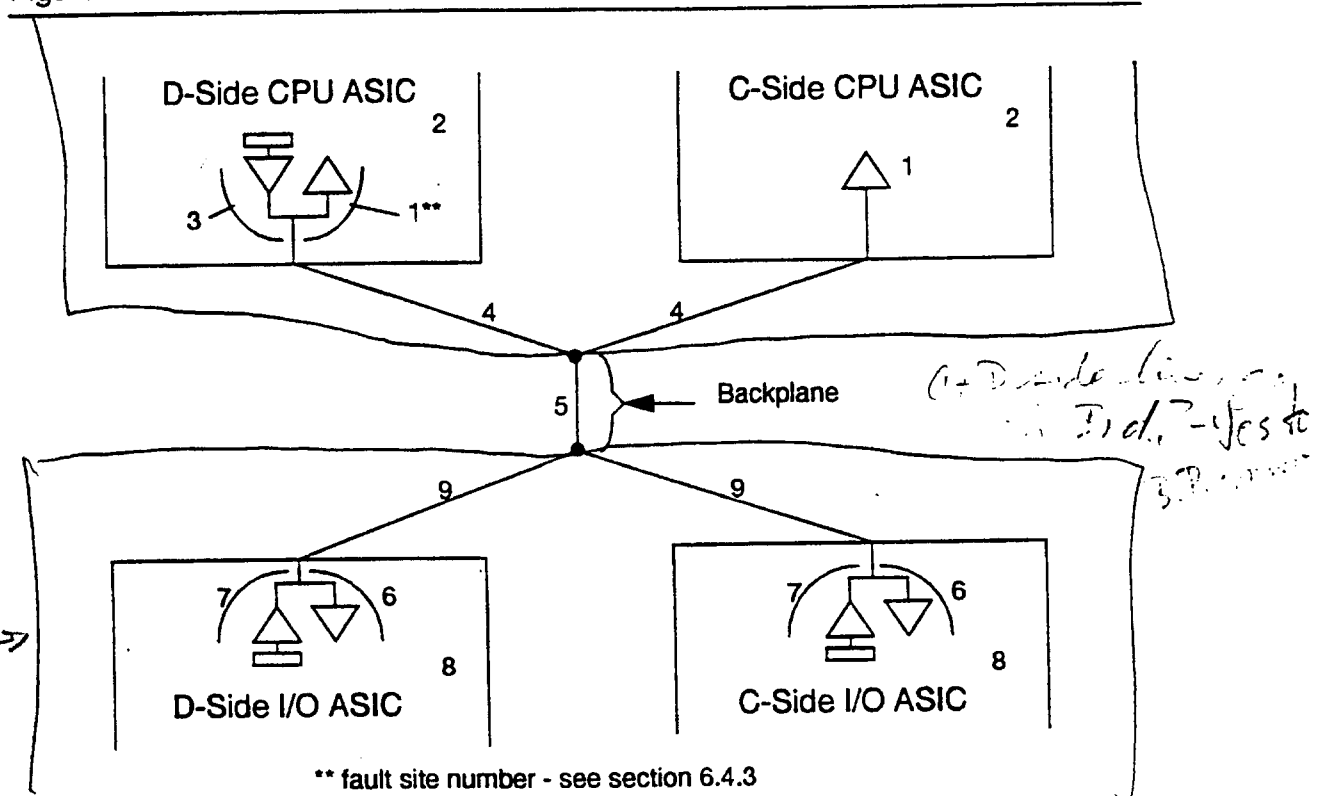 D-Side CPU ASIC
2
3
1**
C-Side CPU ASIC
2
1
4
4
5
Backplane
9
9
7
6
8
D-Side I/O ASIC
7
6
8
C-Side I/O ASIC
** fault site number - see section 6.4.3